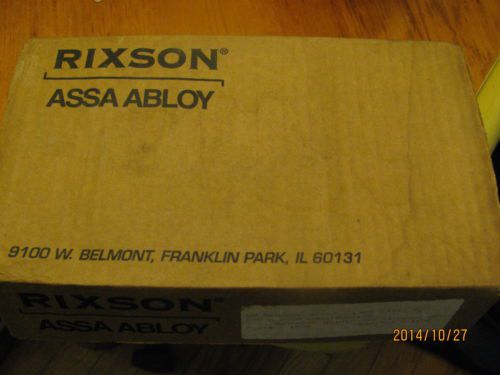 RIXSON®
ASSA ABLOY
9100 W. BELMONT, FRANKLIN PARK, IL 60131
RIXSON®
ASSA ABLOY
2014/10/27